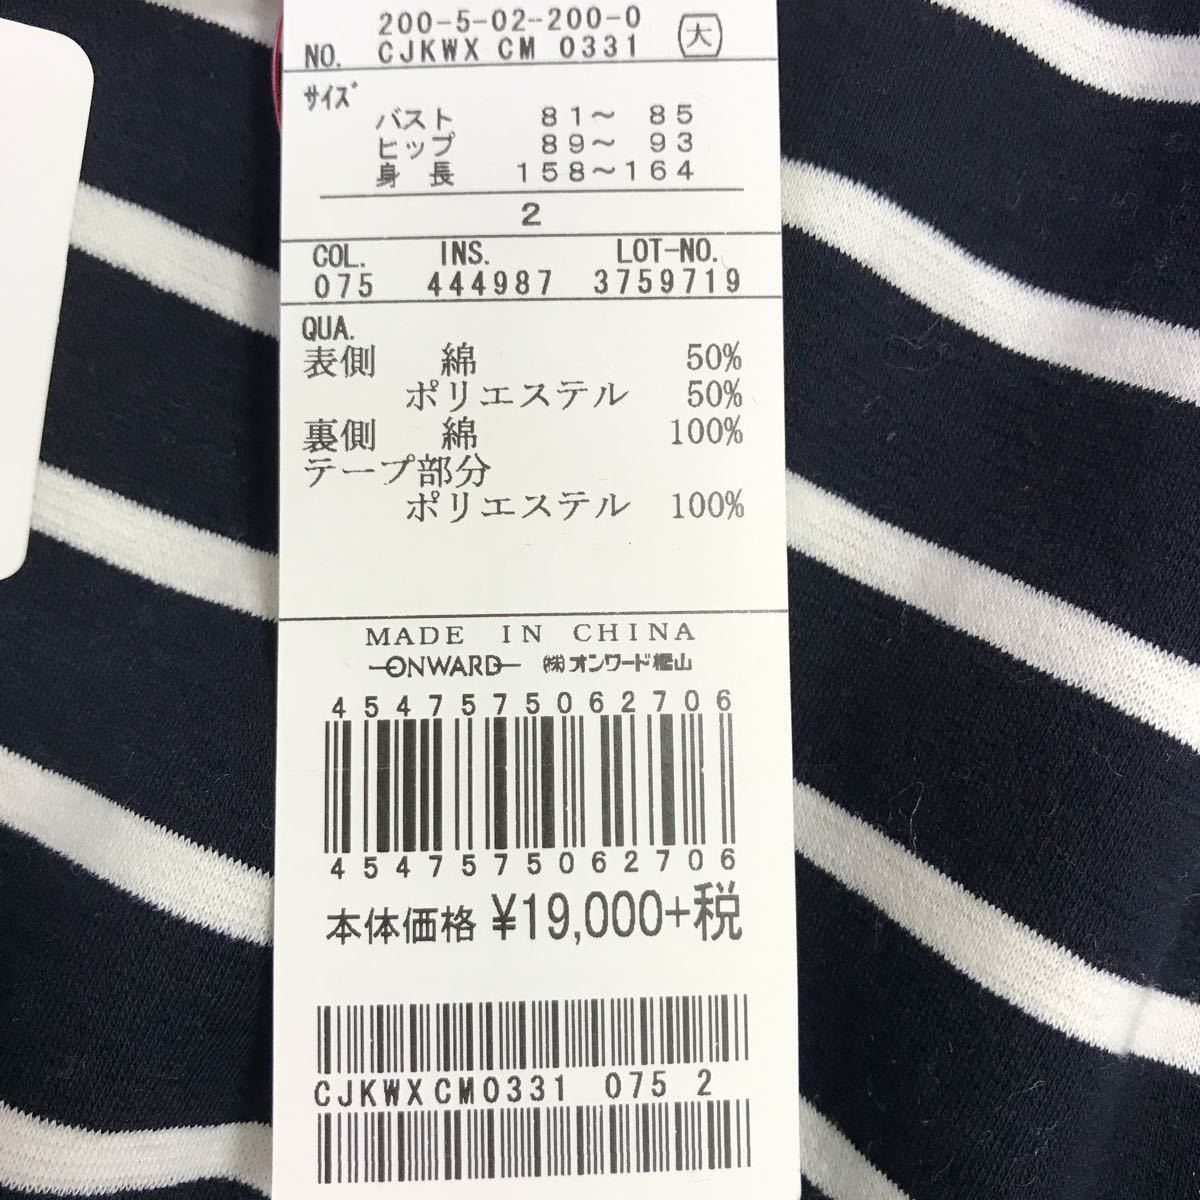 200-5-02-200-0
NO. CJKWX CM 0331 大
サイズ
バスト 81〜 85
ヒップ 89〜 93
身 長 158〜164
2
COL. INS. LOT-NO.
075 444987 3759719
QUA.
表側 綿 50%
ポリエステル 50%
裏側 綿 100%
テープ部分
ポリエステル 100%
MADE IN CHINA
ONWARD ㈱オンワード樫山
4547575062706
4547575062706
本体価格 ¥19,000+税
CJKWXCM0331 075 2